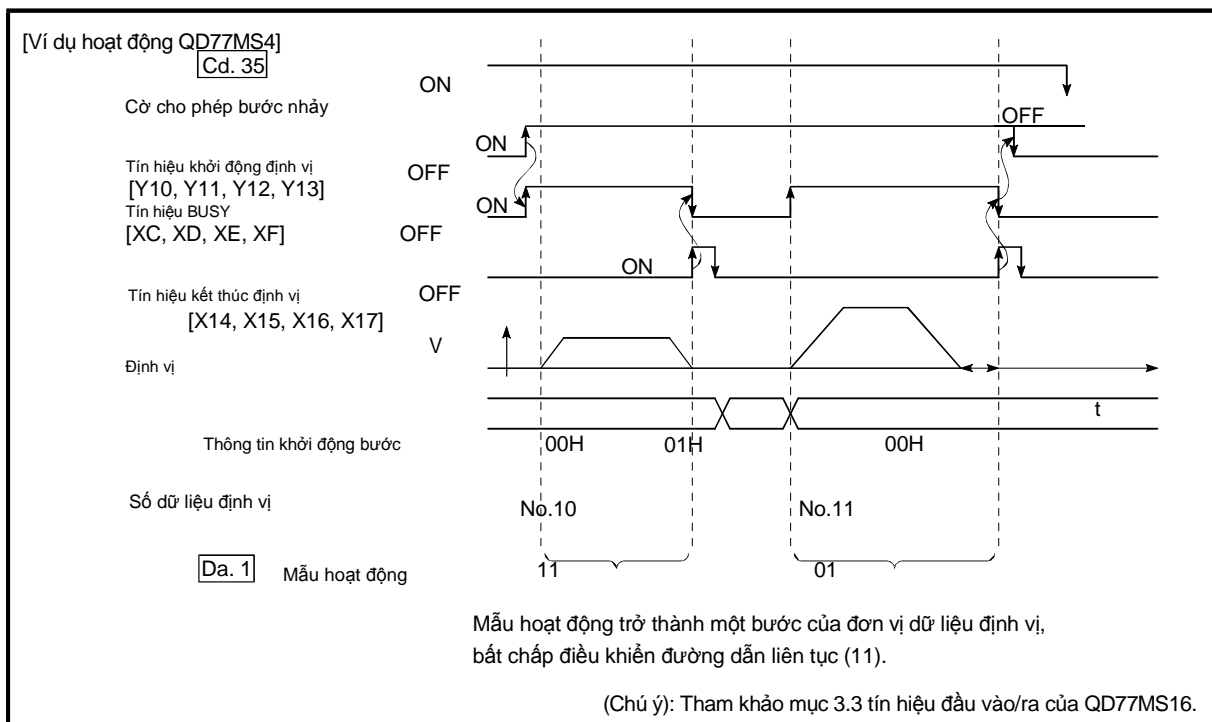 [Ví dụ hoạt động QD77MS4]
Cd. 35
ON
Cờ cho phép bước nhảy
OFF
ON
Tín hiệu khởi động định vị
OFF
[Y10, Y11, Y12, Y13]
Tín hiệu BUSY
ON
[XC, XD, XE, XF]
OFF
ON
Tín hiệu kết thúc định vị
OFF
[X14, X15, X16, X17]
V
Định vị
t
Thông tin khởi động bước
00H 01H 00H
Số dữ liệu định vị
No.10 No.11
Da. 1 Mẫu hoạt động 11 01
Mẫu hoạt động trở thành một bước của đơn vị dữ liệu định vị,
bất chấp điều khiển đường dẫn liên tục (11).
(Chú ý): Tham khảo mục 3.3 tín hiệu đầu vào/ra của QD77MS16.